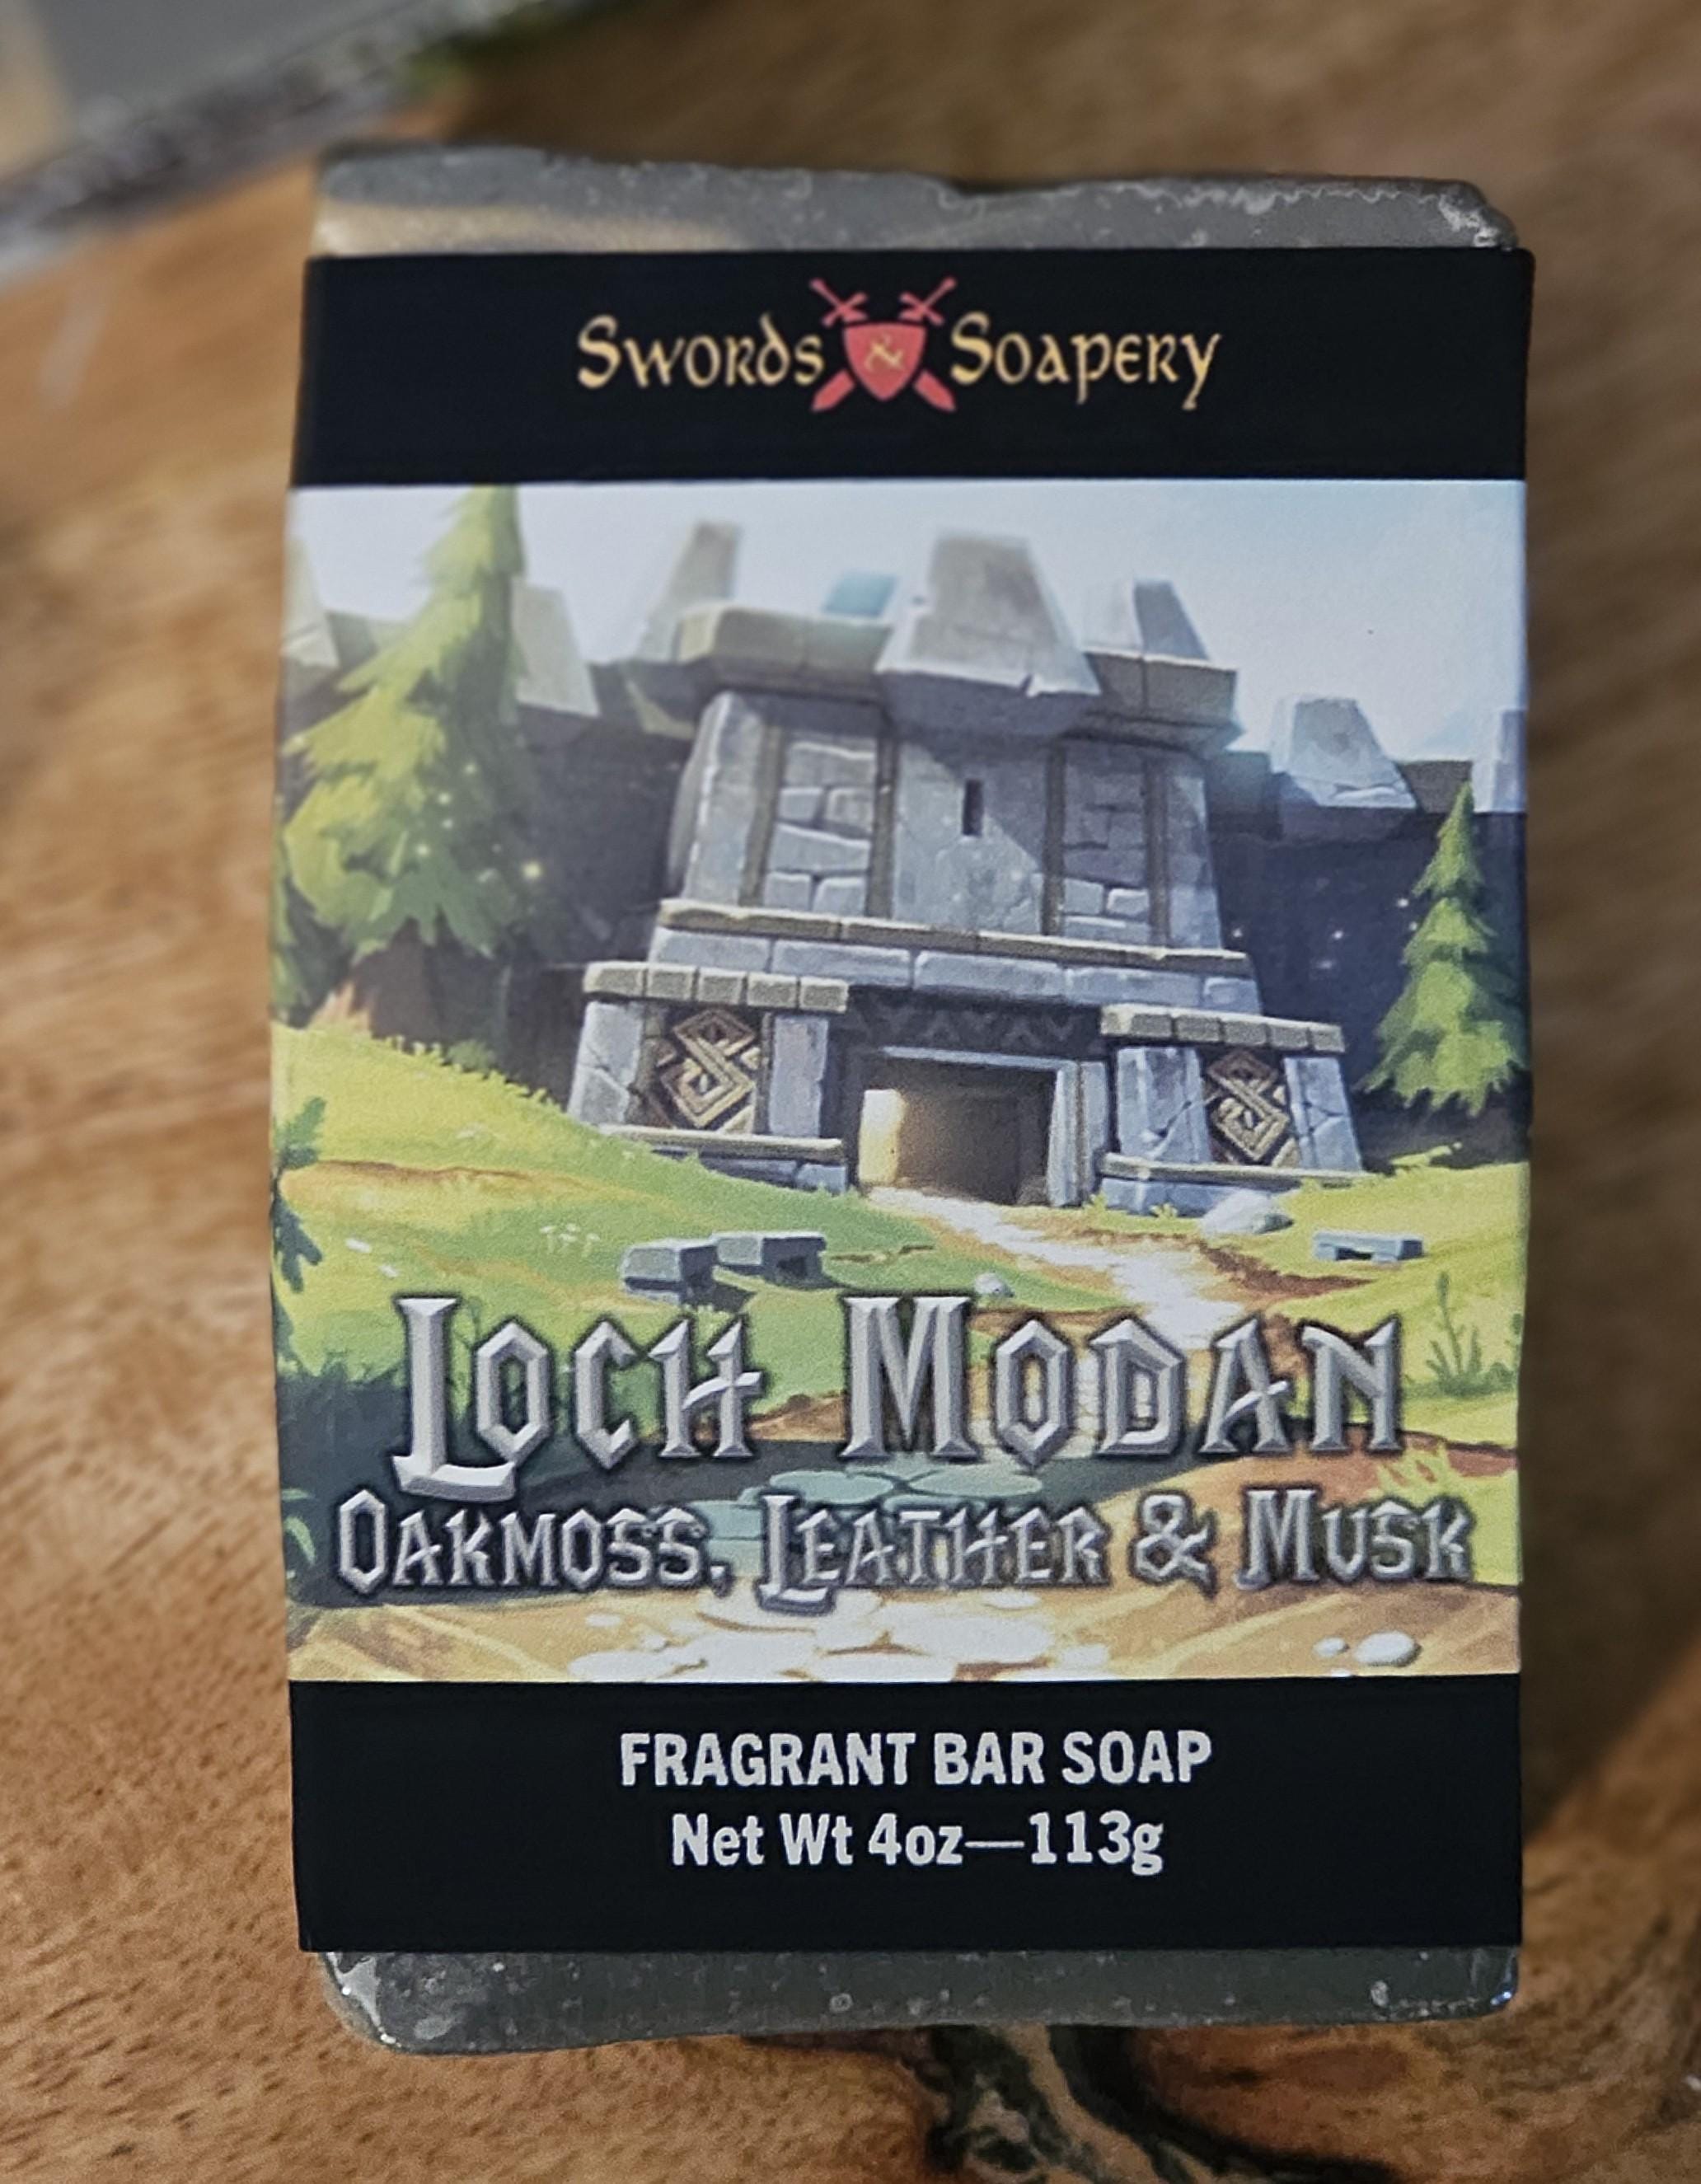 Swords & Soapery
Loch Modan
Oakmoss, Leather & Musk
FRAGRANT BAR SOAP
Net Wt 4oz—113g